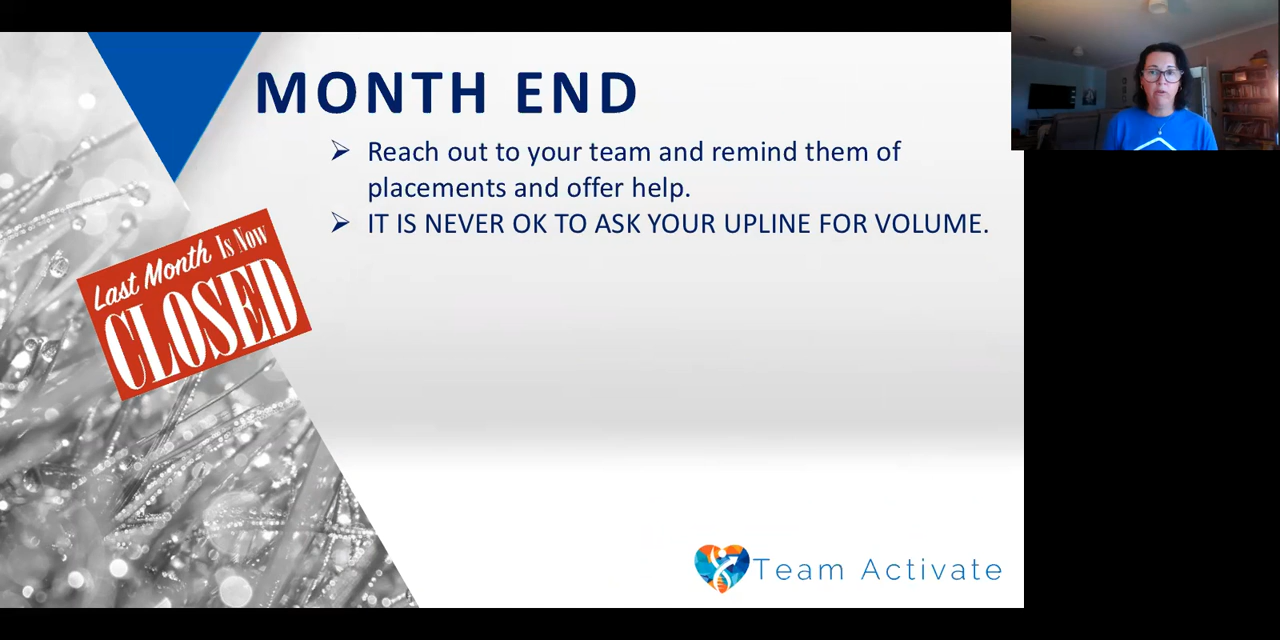 MONTH END
➢ Reach out to your team and remind them of
placements and offer help.
➢ IT IS NEVER OK TO ASK YOUR UPLINE FOR VOLUME.
Last Month Is Now
CLOSED
Team Activate